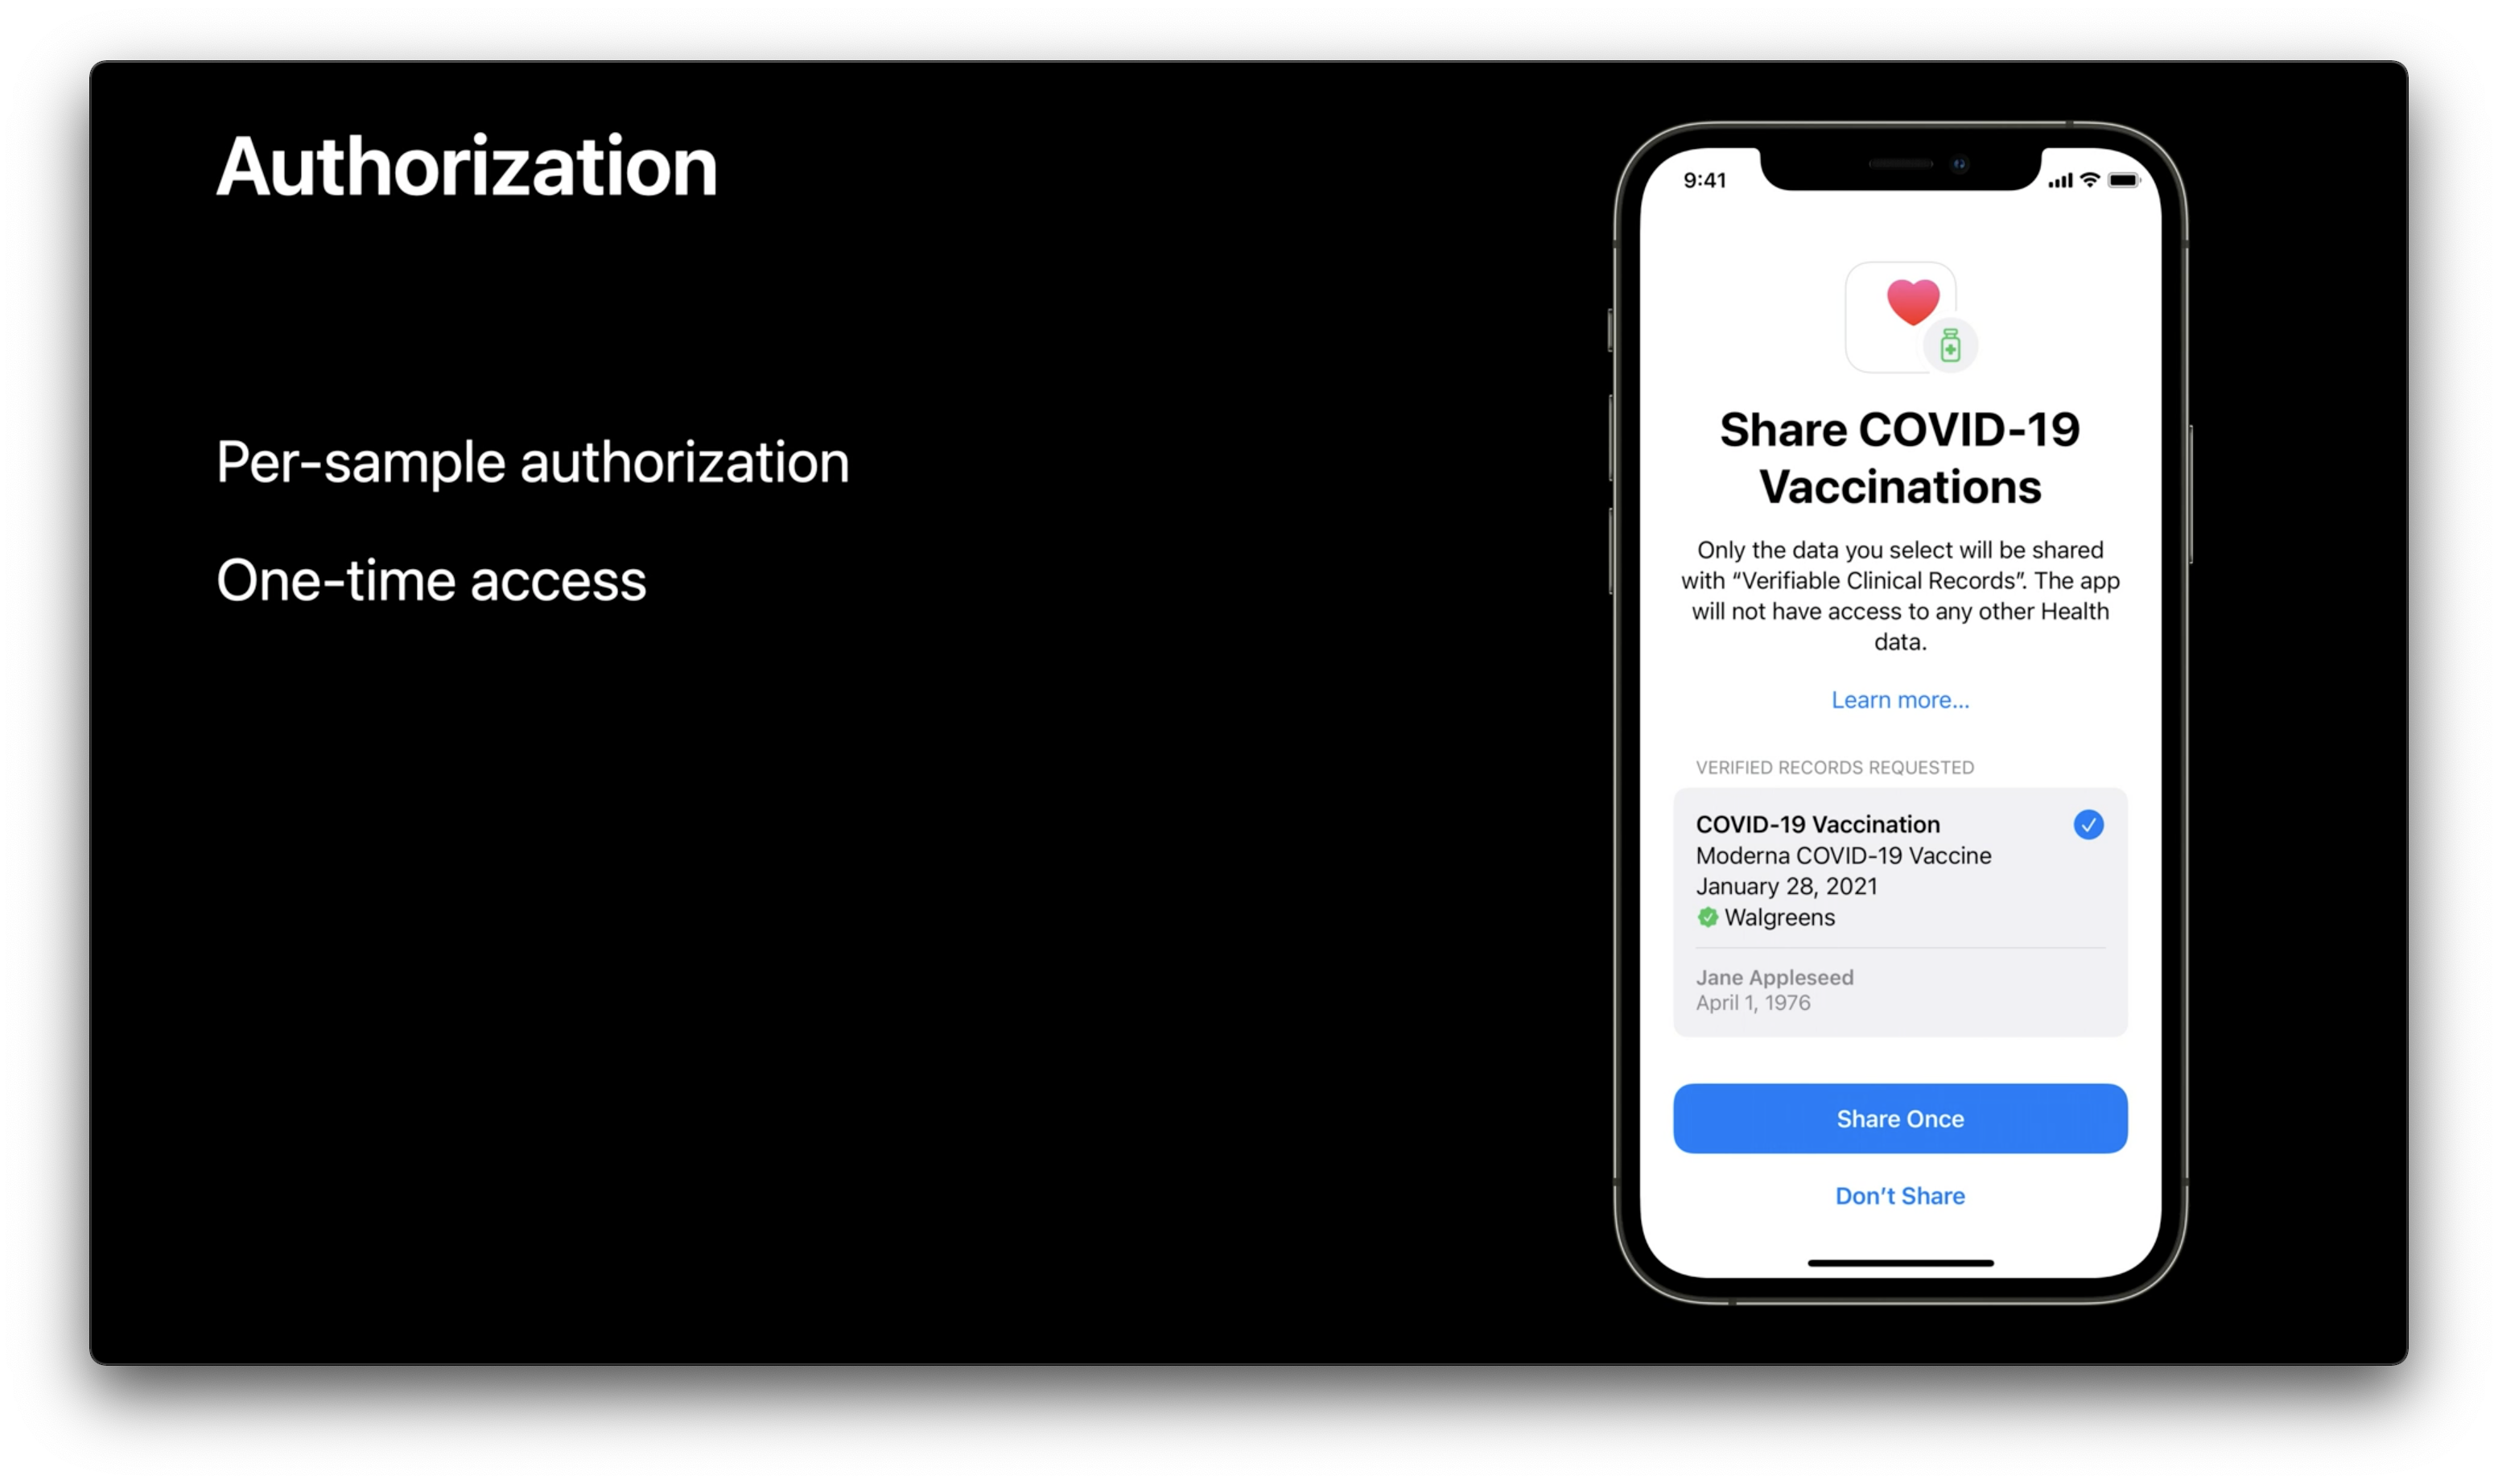 Authorization
Per-sample authorization
One-time access
9:41
Share COVID-19
Vaccinations
Only the data you select will be shared
with “Verifiable Clinical Records”. The app
will not have access to any other Health
data.
Learn more...
VERIFIED RECORDS REQUESTED
COVID-19 Vaccination
Moderna COVID-19 Vaccine
January 28, 2021
Walgreens
Jane Appleseed
April 1, 1976
Share Once
Don’t Share